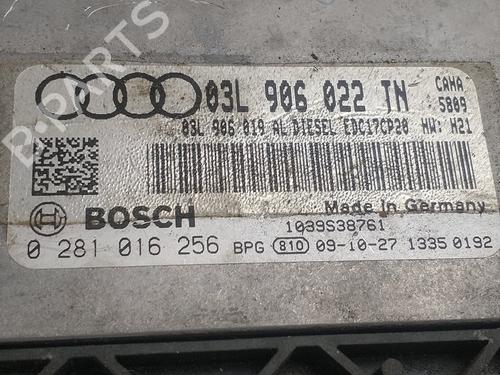 B-PARTS
03L 906 022 TN
CAHA
5809
03L 906 019 AL DIESEL EDC17CP20 HW: H21
BOSCH
Made In Germany
1039S38761
0 281 016 256 BPG 810 09-10-27 1335 0192